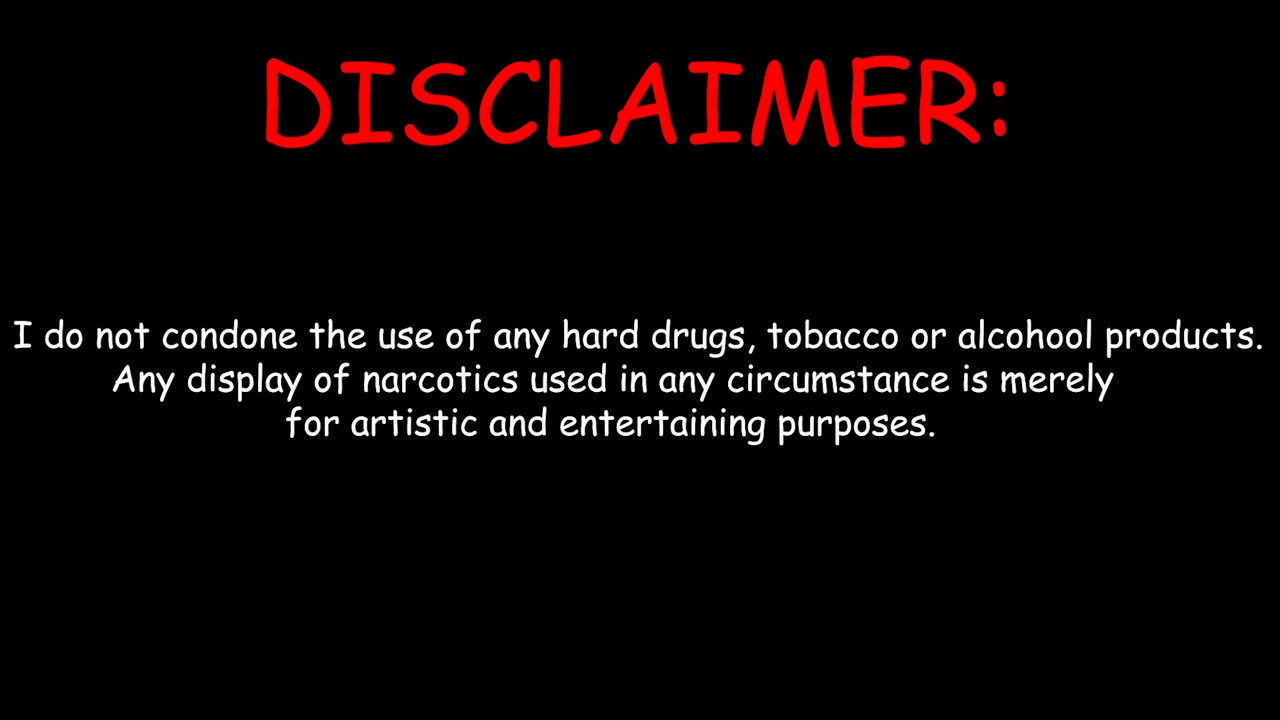 DISCLAIMER:
I do not condone the use of any hard drugs, tobacco or alcohool products.
Any display of narcotics used in any circumstance is merely
for artistic and entertaining purposes.